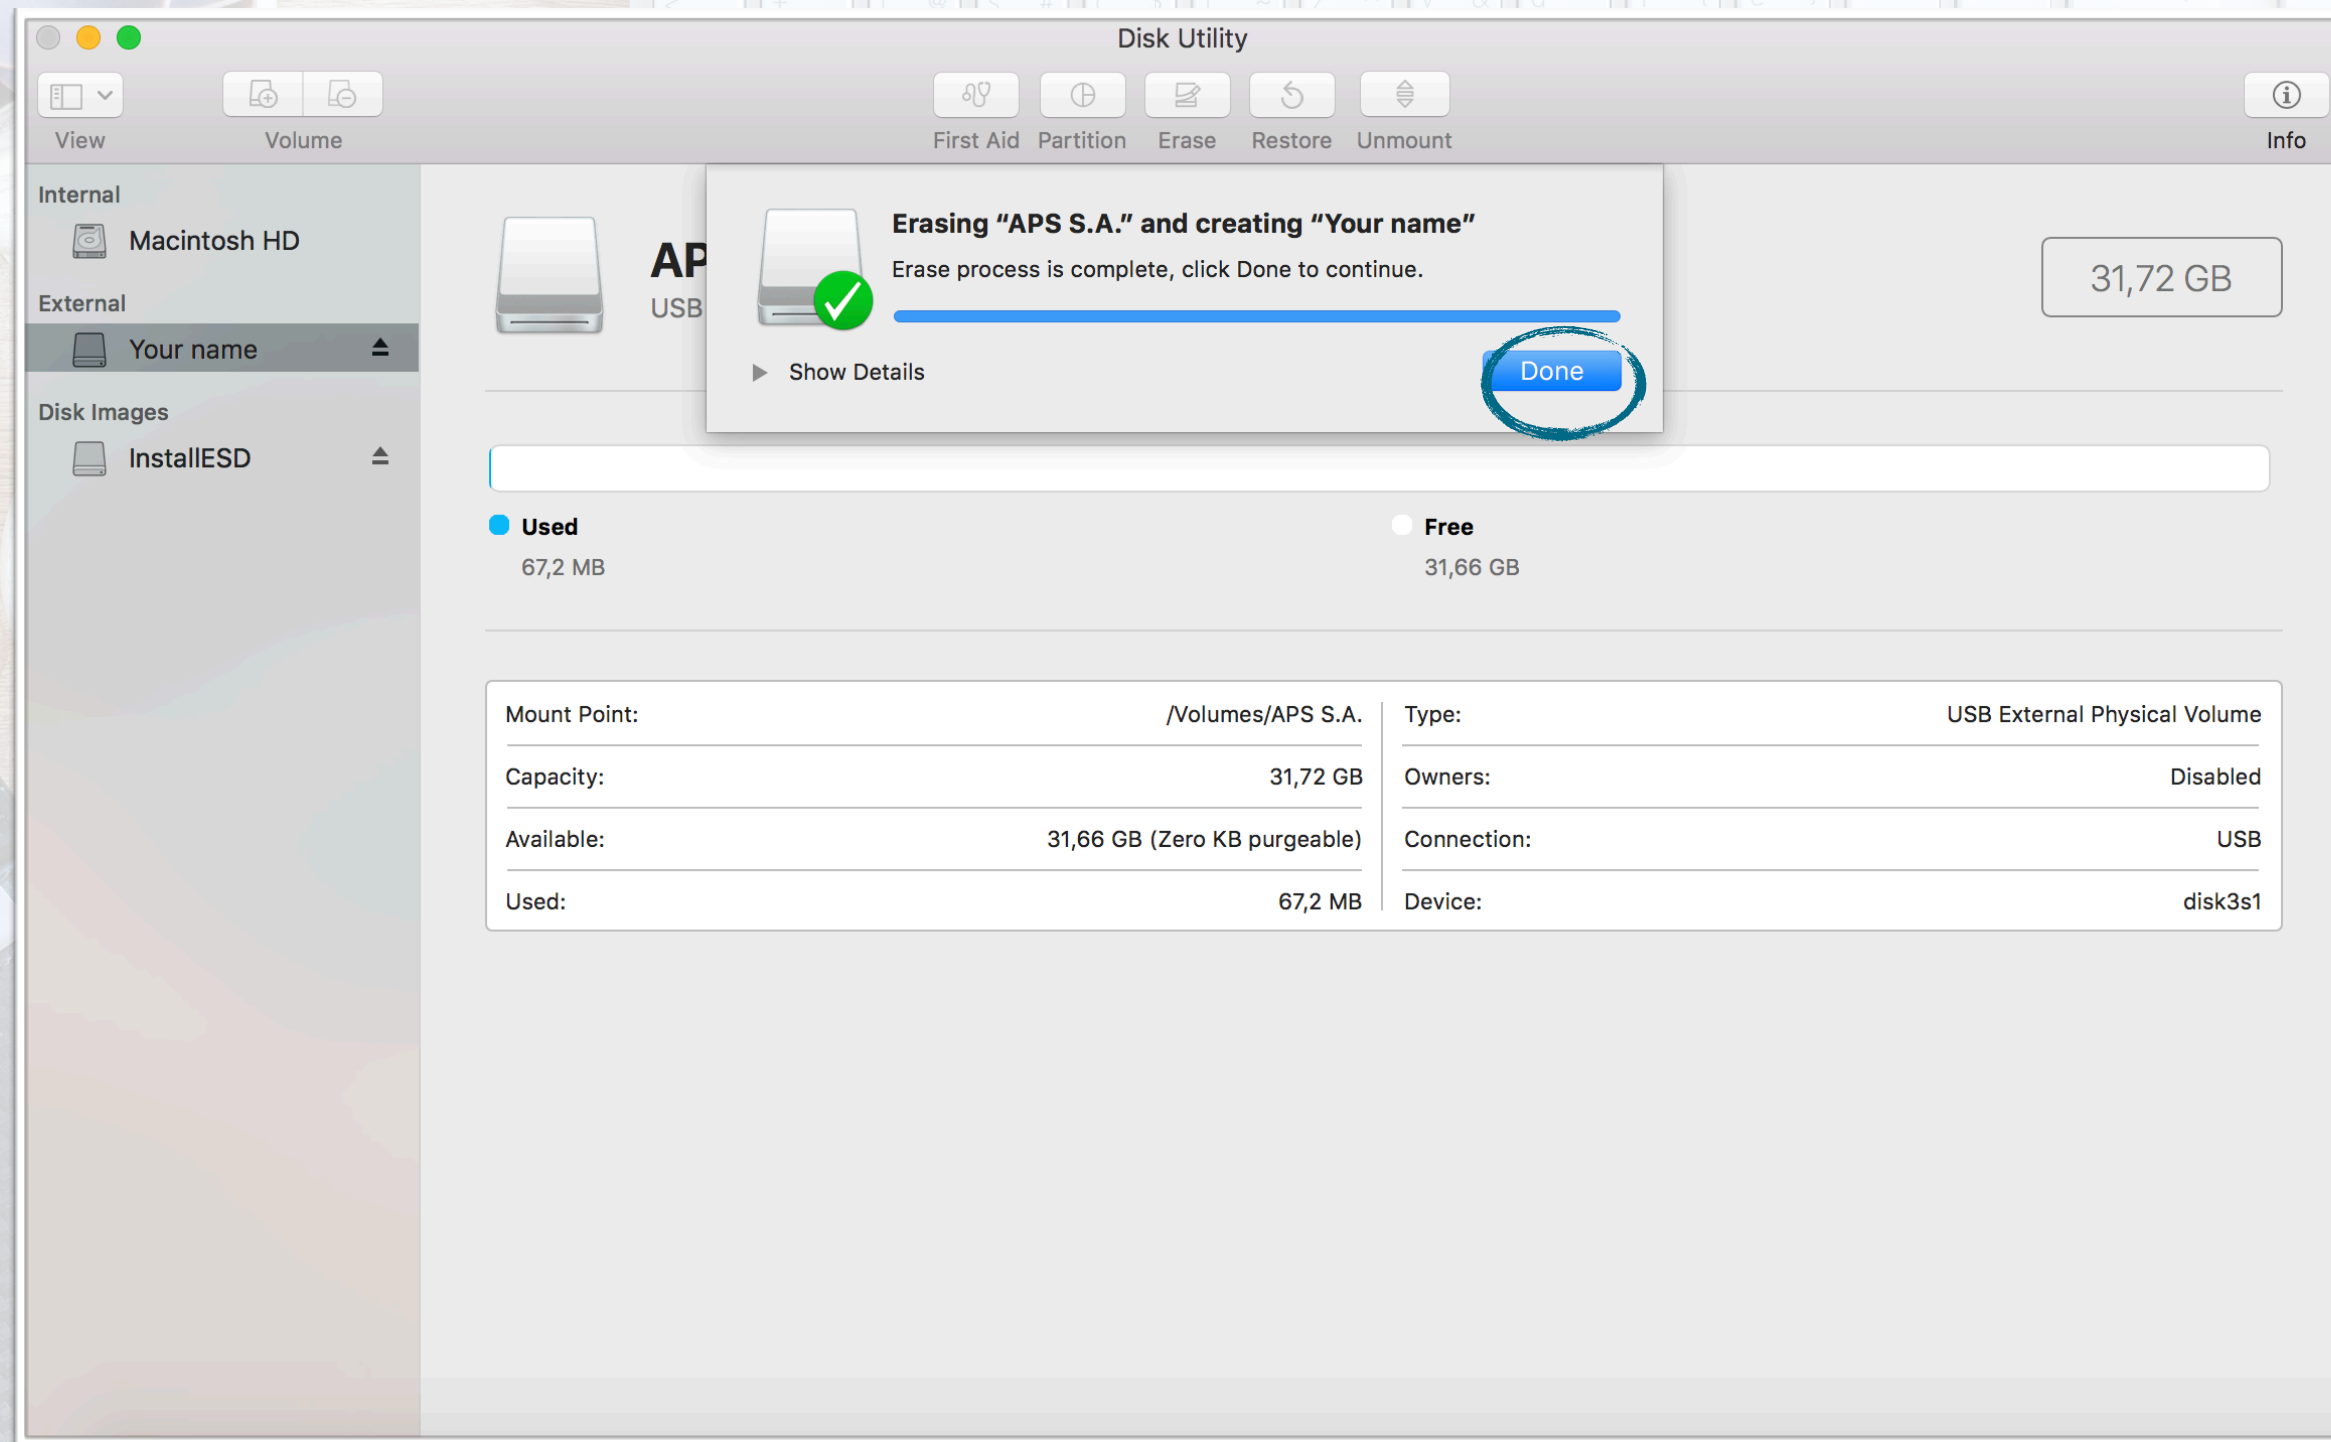 Disk Utility
View
Volume
First Aid
Partition
Erase
Restore
Unmount
Info
Internal
Macintosh HD
External
Your name
Disk Images
InstallESD
AP
USB
Erasing “APS S.A.” and creating “Your name”
Erase process is complete, click Done to continue.
Show Details
Done
31,72 GB
Used
67,2 MB
Free
31,66 GB
Mount Point: /Volumes/APS S.A.
Capacity: 31,72 GB
Available: 31,66 GB (Zero KB purgeable)
Used: 67,2 MB
Type: USB External Physical Volume
Owners: Disabled
Connection: USB
Device: disk3s1